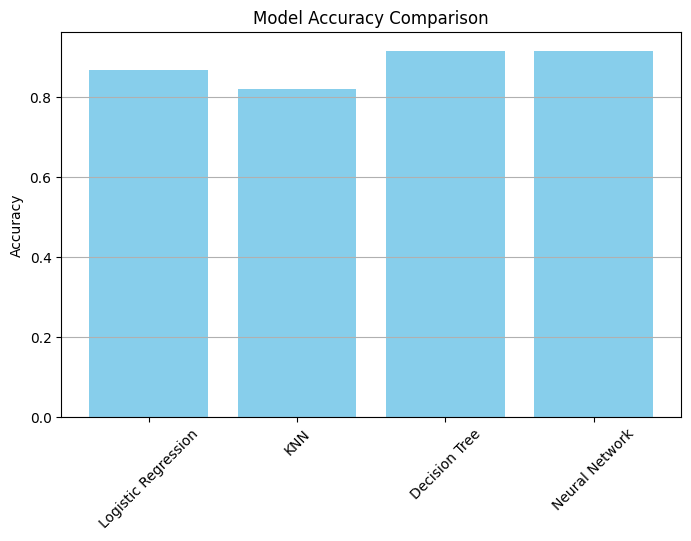 Model Accuracy Comparison
Accuracy
0.8
0.6
0.4
0.2
0.0
Logistic Regression
KNN
Decision Tree
Neural Network